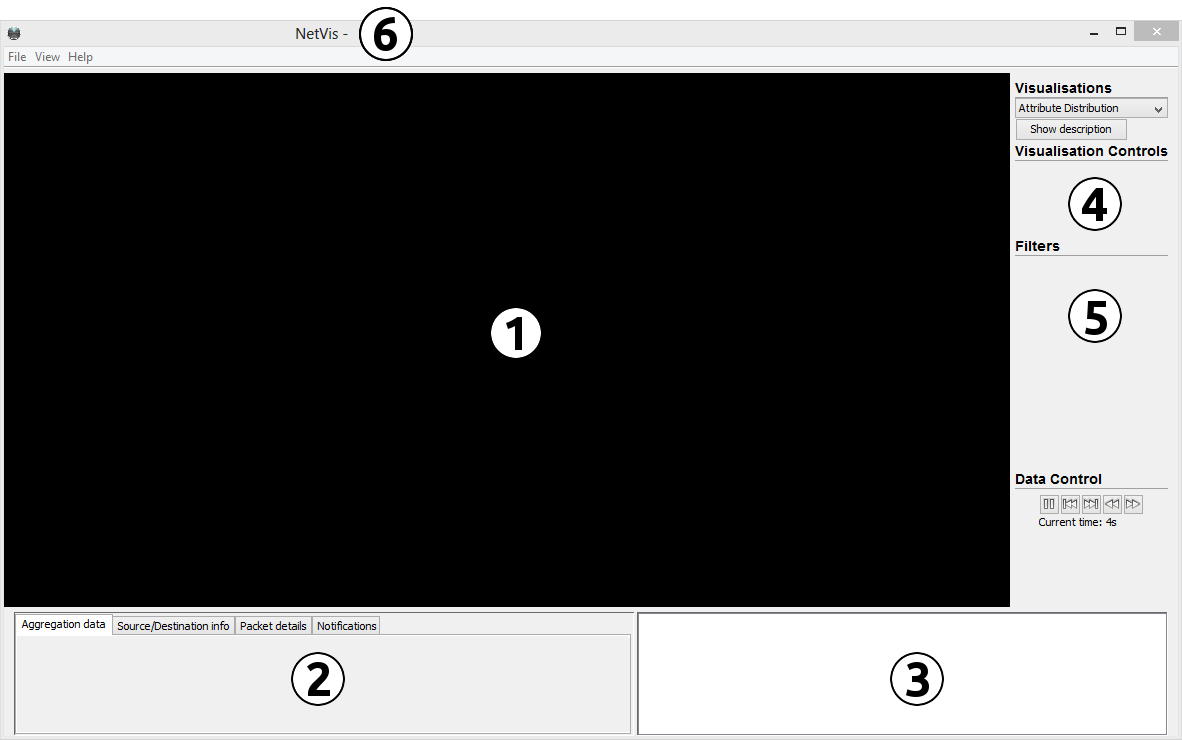 NetVis - 6
File View Help
1
Visualisations
Attribute Distribution
Show description
Visualisation Controls
4
Filters
5
Data Control
Current time: 4s
Aggregation data Source/Destination info Packet details Notifications
2
3